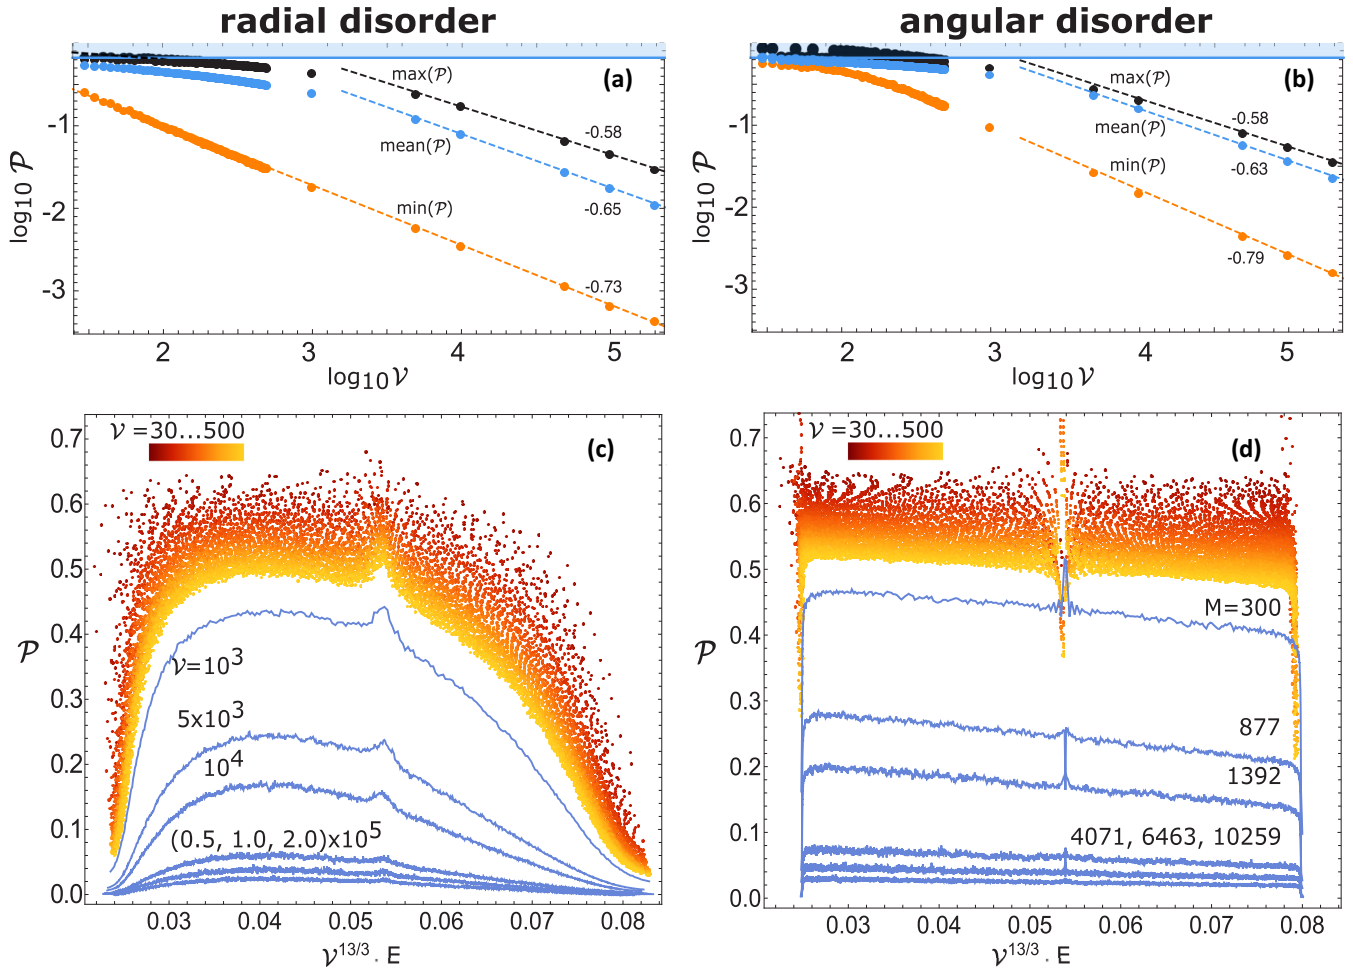 radial disorder
angular disorder
(a)
max(𝒫)
-0.58
mean(𝒫)
-0.65
min(𝒫)
-0.73
log10 𝒫
-1
-2
-3
2
3
4
5
log10 𝒱
(b)
max(𝒫)
-0.58
mean(𝒫)
-0.63
min(𝒫)
-0.79
log10 𝒫
-1
-2
-3
2
3
4
5
log10 𝒱
𝒱 =30...500
(c)
𝒱=10³
5x10³
10⁴
(0.5, 1.0, 2.0)x10⁵
𝒫
0.7
0.6
0.5
0.4
0.3
0.2
0.1
0.0
0.03
0.04
0.05
0.06
0.07
0.08
𝒱^13/3 . E
𝒱 =30...500
(d)
M=300
877
1392
4071, 6463, 10259
𝒫
0.7
0.6
0.5
0.4
0.3
0.2
0.1
0.0
0.03
0.04
0.05
0.06
0.07
0.08
𝒱^13/3 . E